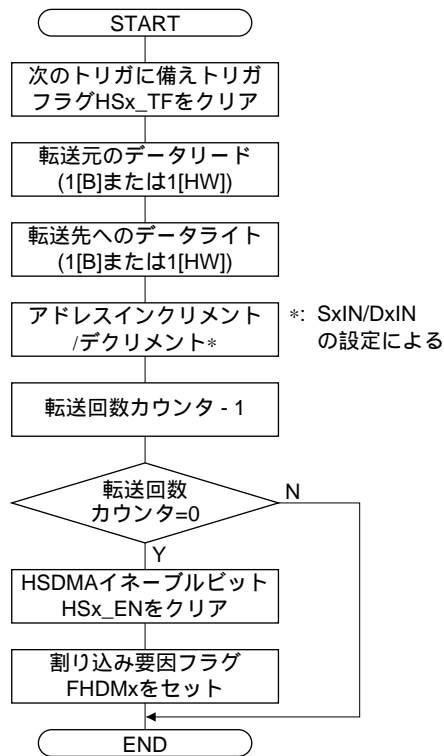 START
次のトリガに備えトリガ
フラグHSx_TFをクリア
転送元のデータリード
(1[B]または1[HW])
転送先へのデータライト
(1[B]または1[HW])
アドレスインクリメント
/デクリメント*
*: SxIN/DxIN
の設定による
転送回数カウンタ - 1
転送回数
カウンタ=0
N
Y
HSDMAイネーブルビット
HSx_ENをクリア
割り込み要因フラグ
FHDMxをセット
END